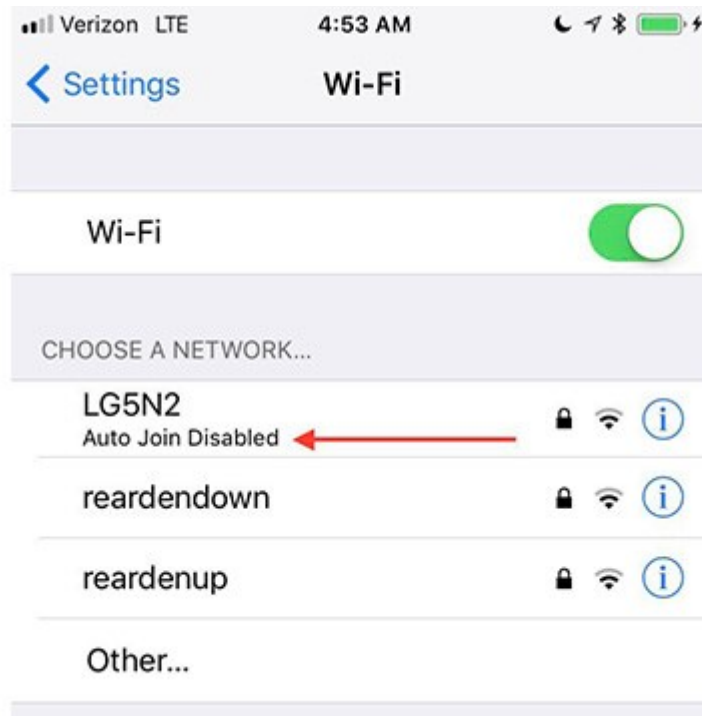 Verizon LTE 4:53 AM
Settings Wi-Fi
Wi-Fi
CHOOSE A NETWORK...
LG5N2
Auto Join Disabled
reardendown
reardenup
Other...